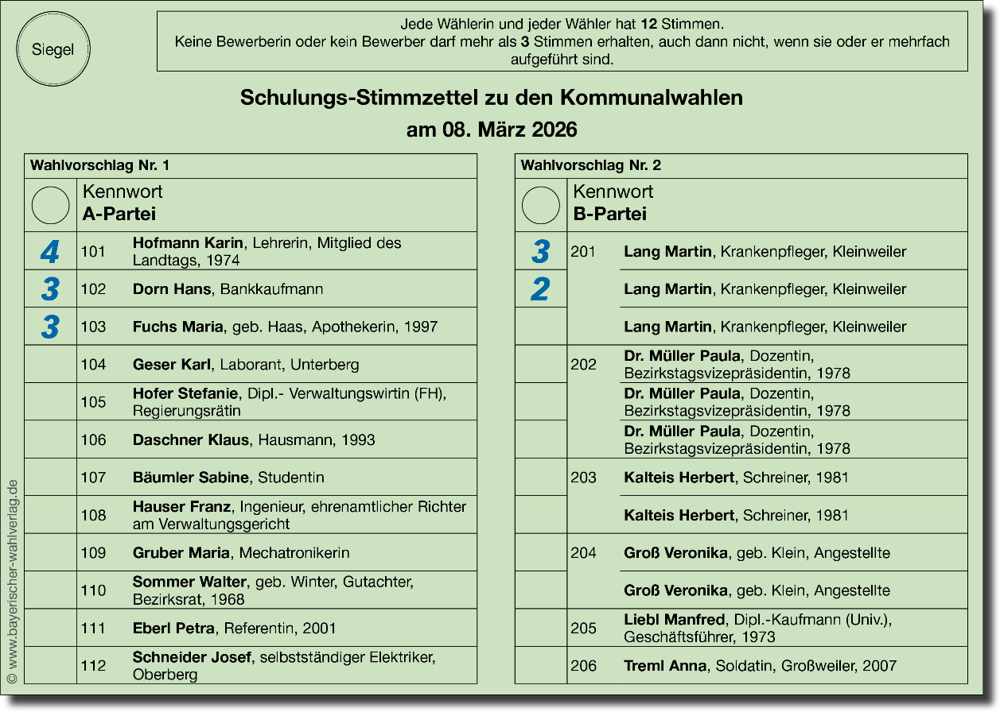 Siegel
Jede Wählerin und jeder Wähler hat 12 Stimmen.
Keine Bewerberin oder kein Bewerber darf mehr als 3 Stimmen erhalten, auch dann nicht, wenn sie oder er mehrfach
aufgeführt sind.
Schulungs-Stimmzettel zu den Kommunalwahlen
am 08. März 2026
Wahlvorschlag Nr. 1
Kennwort
A-Partei
4 101 Hofmann Karin, Lehrerin, Mitglied des
Landtags, 1974
3 102 Dorn Hans, Bankkaufmann
3 103 Fuchs Maria, geb. Haas, Apothekerin, 1997
104 Geser Karl, Laborant, Unterberg
105 Hofer Stefanie, Dipl.- Verwaltungswirtin (FH),
Regierungsrätin
106 Daschner Klaus, Hausmann, 1993
107 Bäumler Sabine, Studentin
108 Hauser Franz, Ingenieur, ehrenamtlicher Richter
am Verwaltungsgericht
109 Gruber Maria, Mechatronikerin
110 Sommer Walter, geb. Winter, Gutachter,
Bezirksrat, 1968
111 Eberl Petra, Referentin, 2001
112 Schneider Josef, selbstständiger Elektriker,
Oberberg
Wahlvorschlag Nr. 2
Kennwort
B-Partei
3 201 Lang Martin, Krankenpfleger, Kleinweiler
2 Lang Martin, Krankenpfleger, Kleinweiler
Lang Martin, Krankenpfleger, Kleinweiler
202 Dr. Müller Paula, Dozentin,
Bezirkstagsvizepräsidentin, 1978
Dr. Müller Paula, Dozentin,
Bezirkstagsvizepräsidentin, 1978
Dr. Müller Paula, Dozentin,
Bezirkstagsvizepräsidentin, 1978
203 Kalteis Herbert, Schreiner, 1981
Kalteis Herbert, Schreiner, 1981
204 Groß Veronika, geb. Klein, Angestellte
Groß Veronika, geb. Klein, Angestellte
205 Liebl Manfred, Dipl.-Kaufmann (Univ.),
Geschäftsführer, 1973
206 Treml Anna, Soldatin, Großweiler, 2007
© www.bayerischer-wahlverlag.de